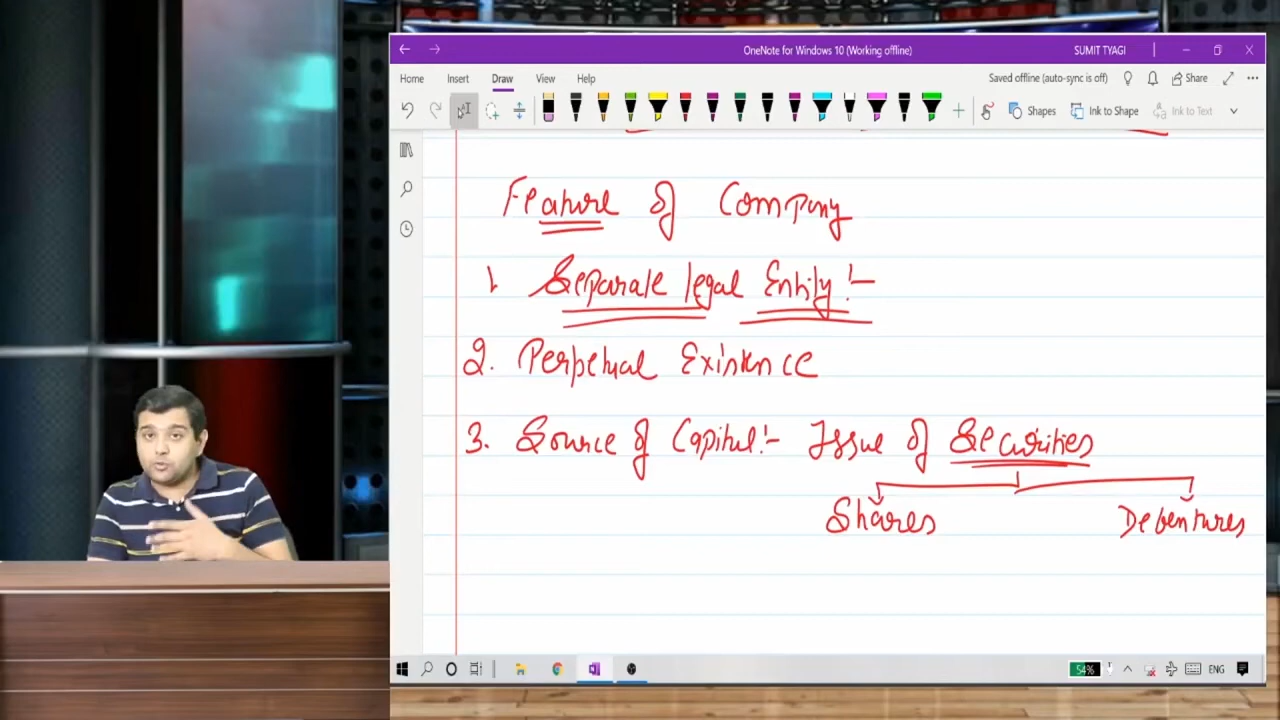 OneNote for Windows 10 (Working offline)
SUMIT TYAGI
Home Insert Draw View Help
Saved offline (auto-sync is off)
Share
Shapes
Ink to Shape
Ink to Text
Feature of Company
1. Separate legal Entity :-
2. Perpetual Existence
3. Source of Capital :- Issue of Securities
Shares Debentures
54%
ENG